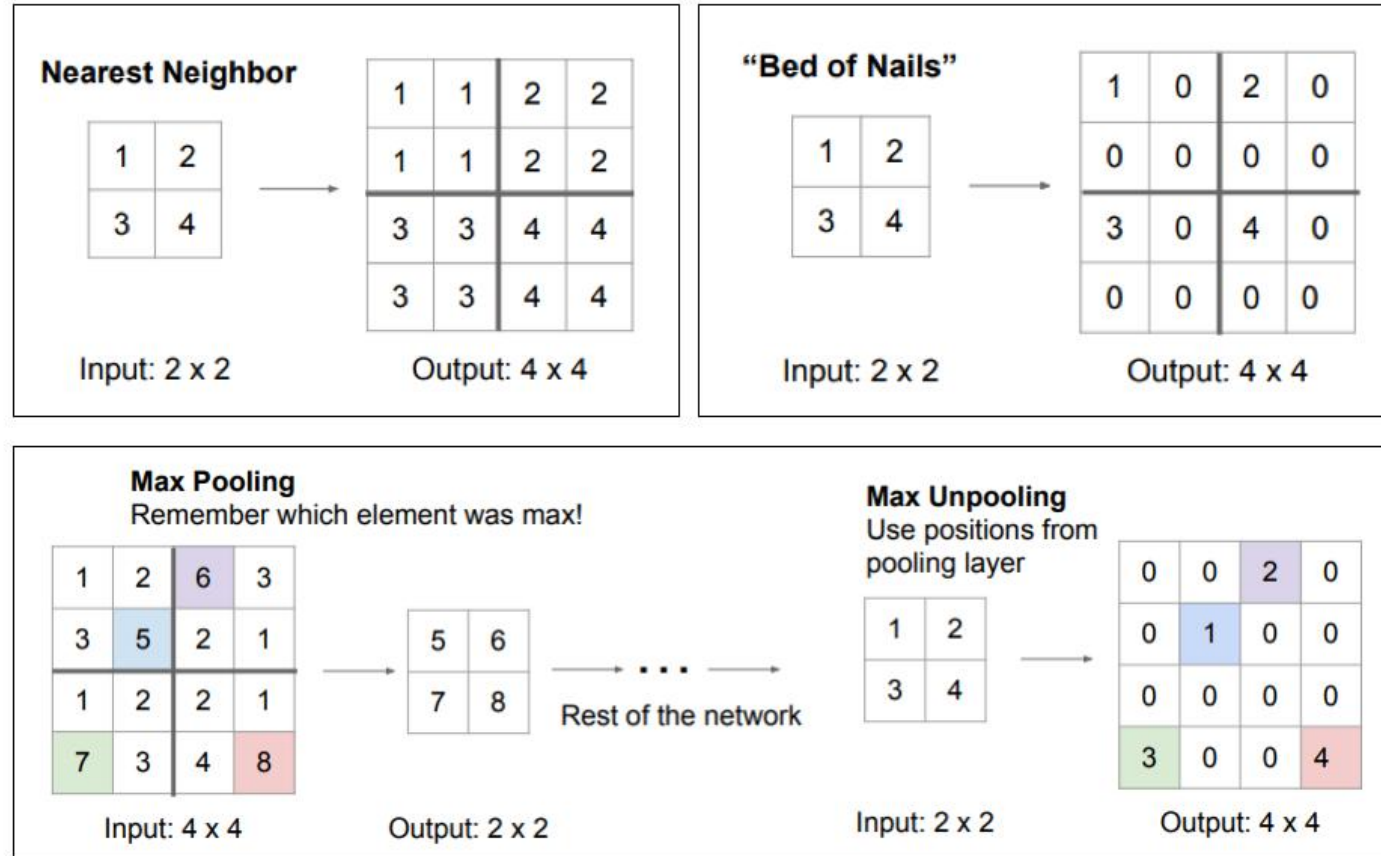 Nearest Neighbor
1 2
3 4
1 1 2 2
1 1 2 2
3 3 4 4
3 3 4 4
Input: 2 x 2
Output: 4 x 4
“Bed of Nails”
1 2
3 4
1 0 2 0
0 0 0 0
3 0 4 0
0 0 0 0
Input: 2 x 2
Output: 4 x 4
Max Pooling
Remember which element was max!
1 2 6 3
3 5 2 1
1 2 2 1
7 3 4 8
Input: 4 x 4
5 6
7 8
Output: 2 x 2
. . .
Rest of the network
Max Unpooling
Use positions from
pooling layer
1 2
3 4
Input: 2 x 2
0 0 2 0
0 1 0 0
0 0 0 0
3 0 0 4
Output: 4 x 4